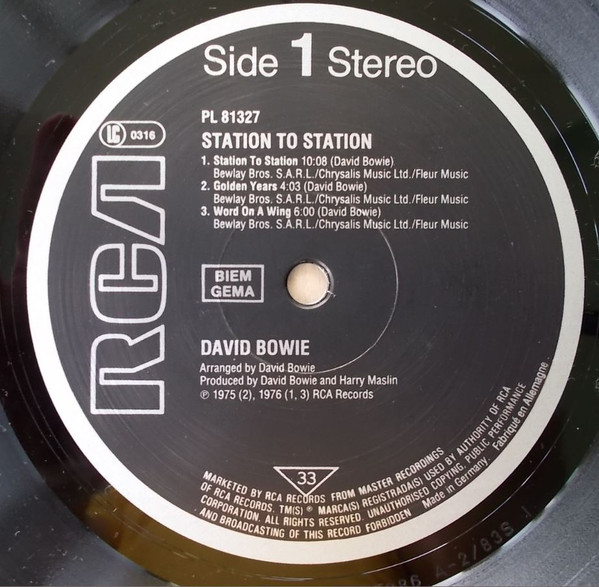 Side 1 Stereo
PL 81327
LC 0316
STATION TO STATION
1. Station To Station 10:08 (David Bowie)
Bewlay Bros. S.A.R.L./Chrysalis Music Ltd./Fleur Music
2. Golden Years 4:03 (David Bowie)
Bewlay Bros. S.A.R.L./Chrysalis Music Ltd./Fleur Music
3. Word On A Wing 6:00 (David Bowie)
Bewlay Bros. S.A.R.L./Chrysalis Music Ltd./Fleur Music
RCA
BIEM
GEMA
DAVID BOWIE
Arranged by David Bowie
Produced by David Bowie and Harry Maslin
℗ 1975 (2), 1976 (1, 3) RCA Records
33
MARKETED BY RCA RECORDS FROM MASTER RECORDINGS
OF RCA RECORDS. TM(S) ® MARCA(S) REGISTRADA(S) USED BY AUTHORITY OF RCA
CORPORATION. ALL RIGHTS RESERVED. UNAUTHORISED COPYING, PUBLIC PERFORMANCE
AND BROADCASTING OF THIS RECORD FORBIDDEN Made in Germany Fabriqué en Allemagne
A-2/83S